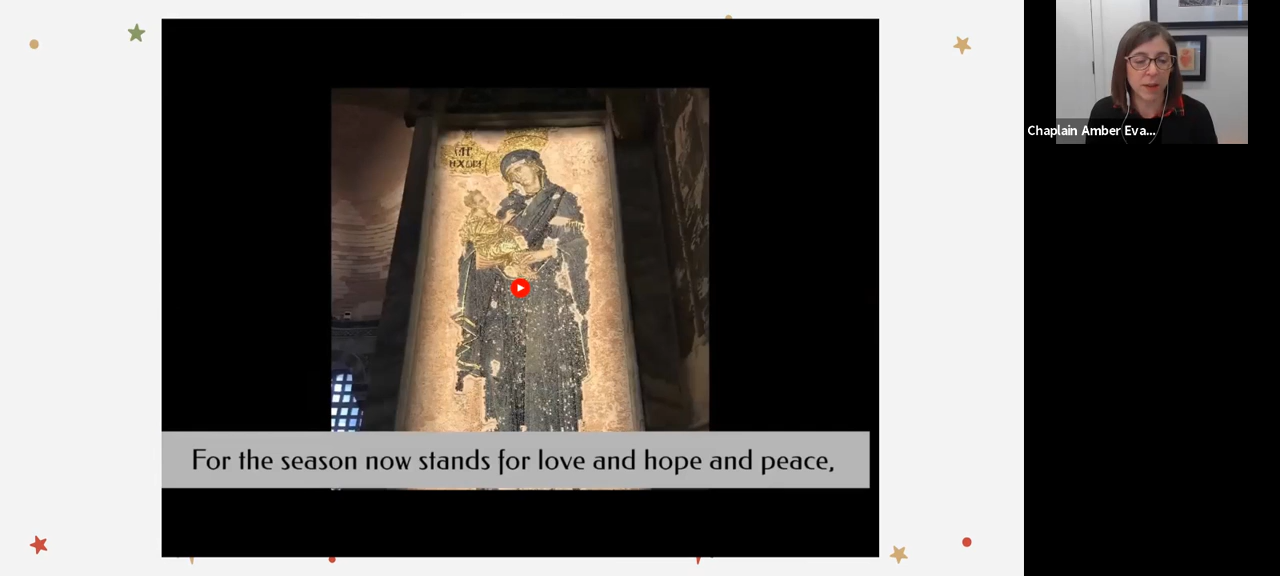 For the season now stands for love and hope and peace,
Chaplain Amber Eva...